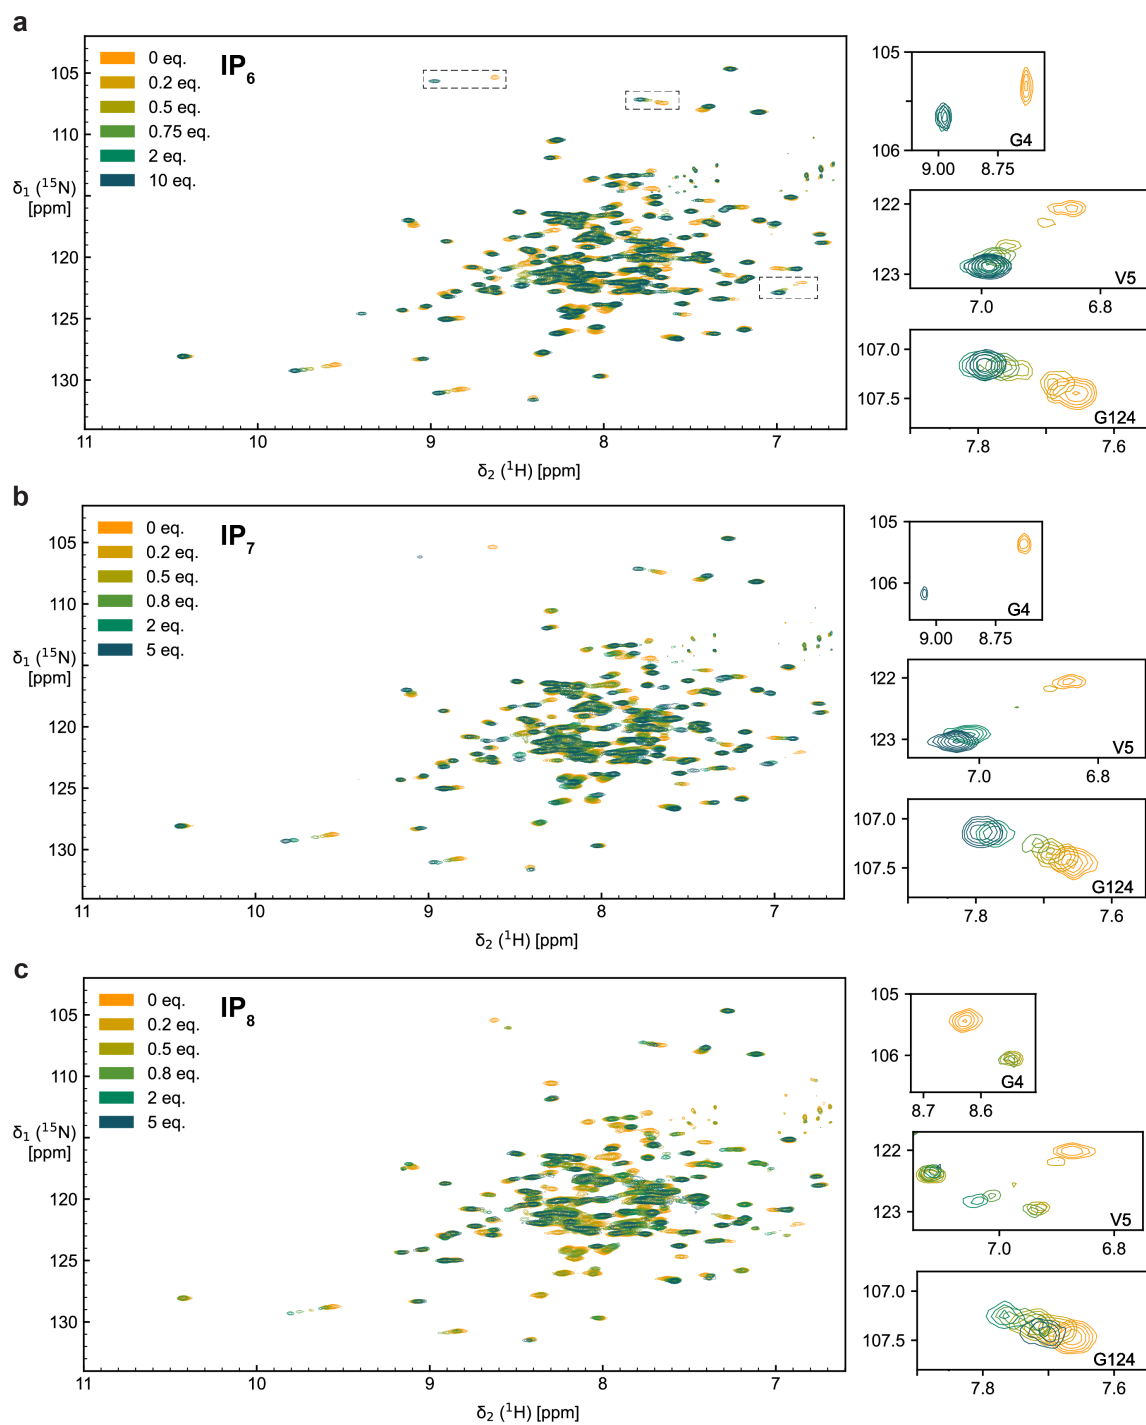 a
IP6
0 eq.
0.2 eq.
0.5 eq.
0.75 eq.
2 eq.
10 eq.
105
110
115
120
125
130
δ1 (15N)
[ppm]
11
10
9
8
7
δ2 (1H) [ppm]
105
106
9.00
8.75
G4
122
123
7.0
6.8
V5
107.0
107.5
7.8
7.6
G124
b
IP7
0 eq.
0.2 eq.
0.5 eq.
0.8 eq.
2 eq.
5 eq.
105
110
δ1 (15N)
[ppm]
120
125
130
11
10
9
8
7
δ2 (1H) [ppm]
105
106
9.00
8.75
G4
122
123
7.0
6.8
V5
107.0
107.5
7.8
7.6
G124
c
IP8
0 eq.
0.2 eq.
0.5 eq.
0.8 eq.
2 eq.
5 eq.
105
110
δ1 (15N)
[ppm]
120
125
130
11
10
9
8
7
δ2 (1H) [ppm]
105
106
8.7
8.6
G4
122
123
7.0
6.8
V5
107.0
107.5
7.8
7.6
G124